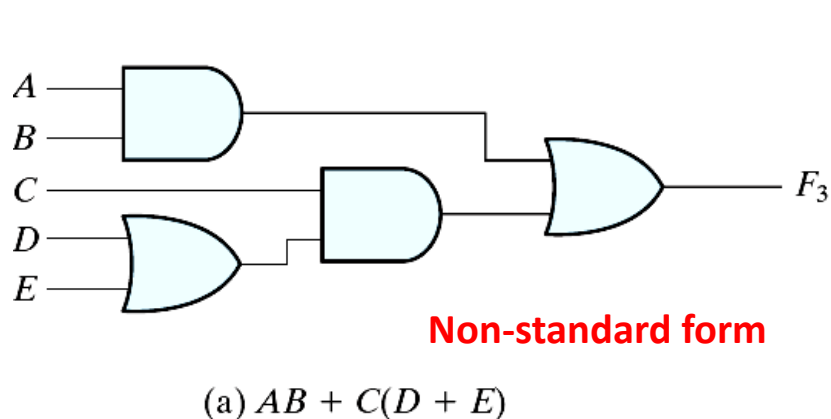 A
B
C
D
E
F₃
Non-standard form
(a) AB + C(D + E)